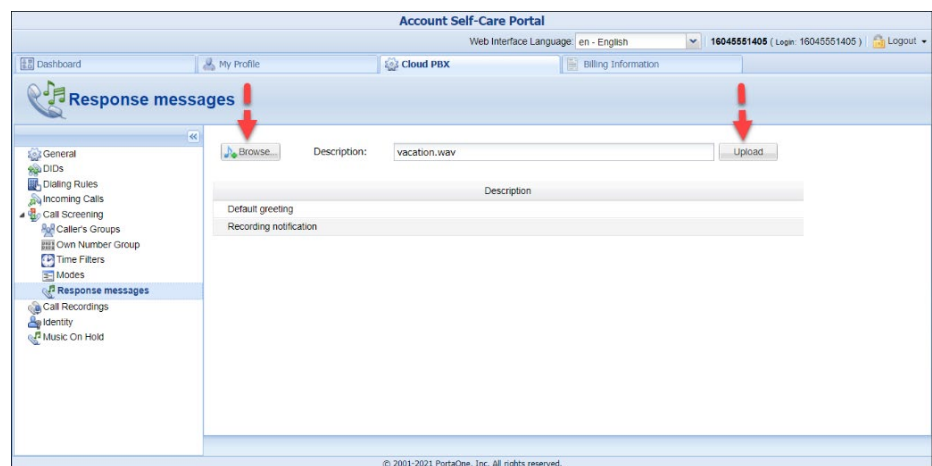 Account Self-Care Portal
Web Interface Language: en - English 16045551405 ( Login: 16045551405 ) Logout
Dashboard My Profile Cloud PBX Billing Information
Response messages
General
DIDs
Dialing Rules
Incoming Calls
Call Screening
Caller's Groups
Own Number Group
Time Filters
Modes
Response messages
Call Recordings
Identity
Music On Hold
Browse... Description: vacation.wav Upload
Description
Default greeting
Recording notification
© 2001-2021 PortaOne, Inc. All rights reserved.